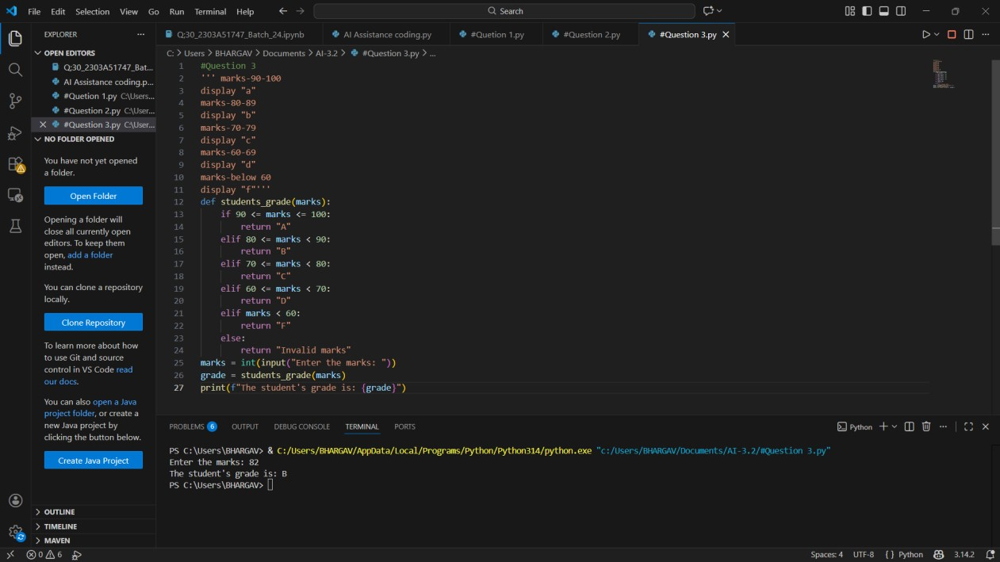 File Edit Selection View Go Run Terminal Help
Search
EXPLORER
Q;30_2303A51747_Batch_24.ipynb
AI Assistance coding.py
#Quetion 1.py
#Question 2.py
#Question 3.py
OPEN EDITORS
Q;30_2303A51747_Bat...
AI Assistance coding.p...
#Quetion 1.py C:\Users...
#Question 2.py C:\User...
#Question 3.py C:\User...
NO FOLDER OPENED
You have not yet opened
a folder.
Open Folder
Opening a folder will
close all currently open
editors. To keep them
open, add a folder
instead.
You can clone a repository
locally.
Clone Repository
To learn more about how
to use Git and source
control in VS Code read
our docs.
You can also open a Java
project folder, or create a
new Java project by
clicking the button below.
Create Java Project
OUTLINE
TIMELINE
MAVEN
C: > Users > BHARGAV > Documents > AI-3.2 > #Question 3.py > ...
1 #Question 3
2 ''' marks-90-100
3 display "a"
4 marks-80-89
5 display "b"
6 marks-70-79
7 display "c"
8 marks-60-69
9 display "d"
10 marks-below 60
11 display "f"'''
12 def students_grade(marks):
13     if 90 <= marks <= 100:
14         return "A"
15     elif 80 <= marks < 90:
16         return "B"
17     elif 70 <= marks < 80:
18         return "C"
19     elif 60 <= marks < 70:
20         return "D"
21     elif marks < 60:
22         return "F"
23     else:
24         return "Invalid marks"
25 marks = int(input("Enter the marks: "))
26 grade = students_grade(marks)
27 print(f"The student's grade is: {grade}")
PROBLEMS 6 OUTPUT DEBUG CONSOLE TERMINAL PORTS
Python
PS C:\Users\BHARGAV> & C:/Users/BHARGAV/AppData/Local/Programs/Python/Python314/python.exe "c:/Users/BHARGAV/Documents/AI-3.2/#Question 3.py"
Enter the marks: 82
The student's grade is: B
PS C:\Users\BHARGAV>
0 6
Spaces: 4 UTF-8 { } Python 3.14.2